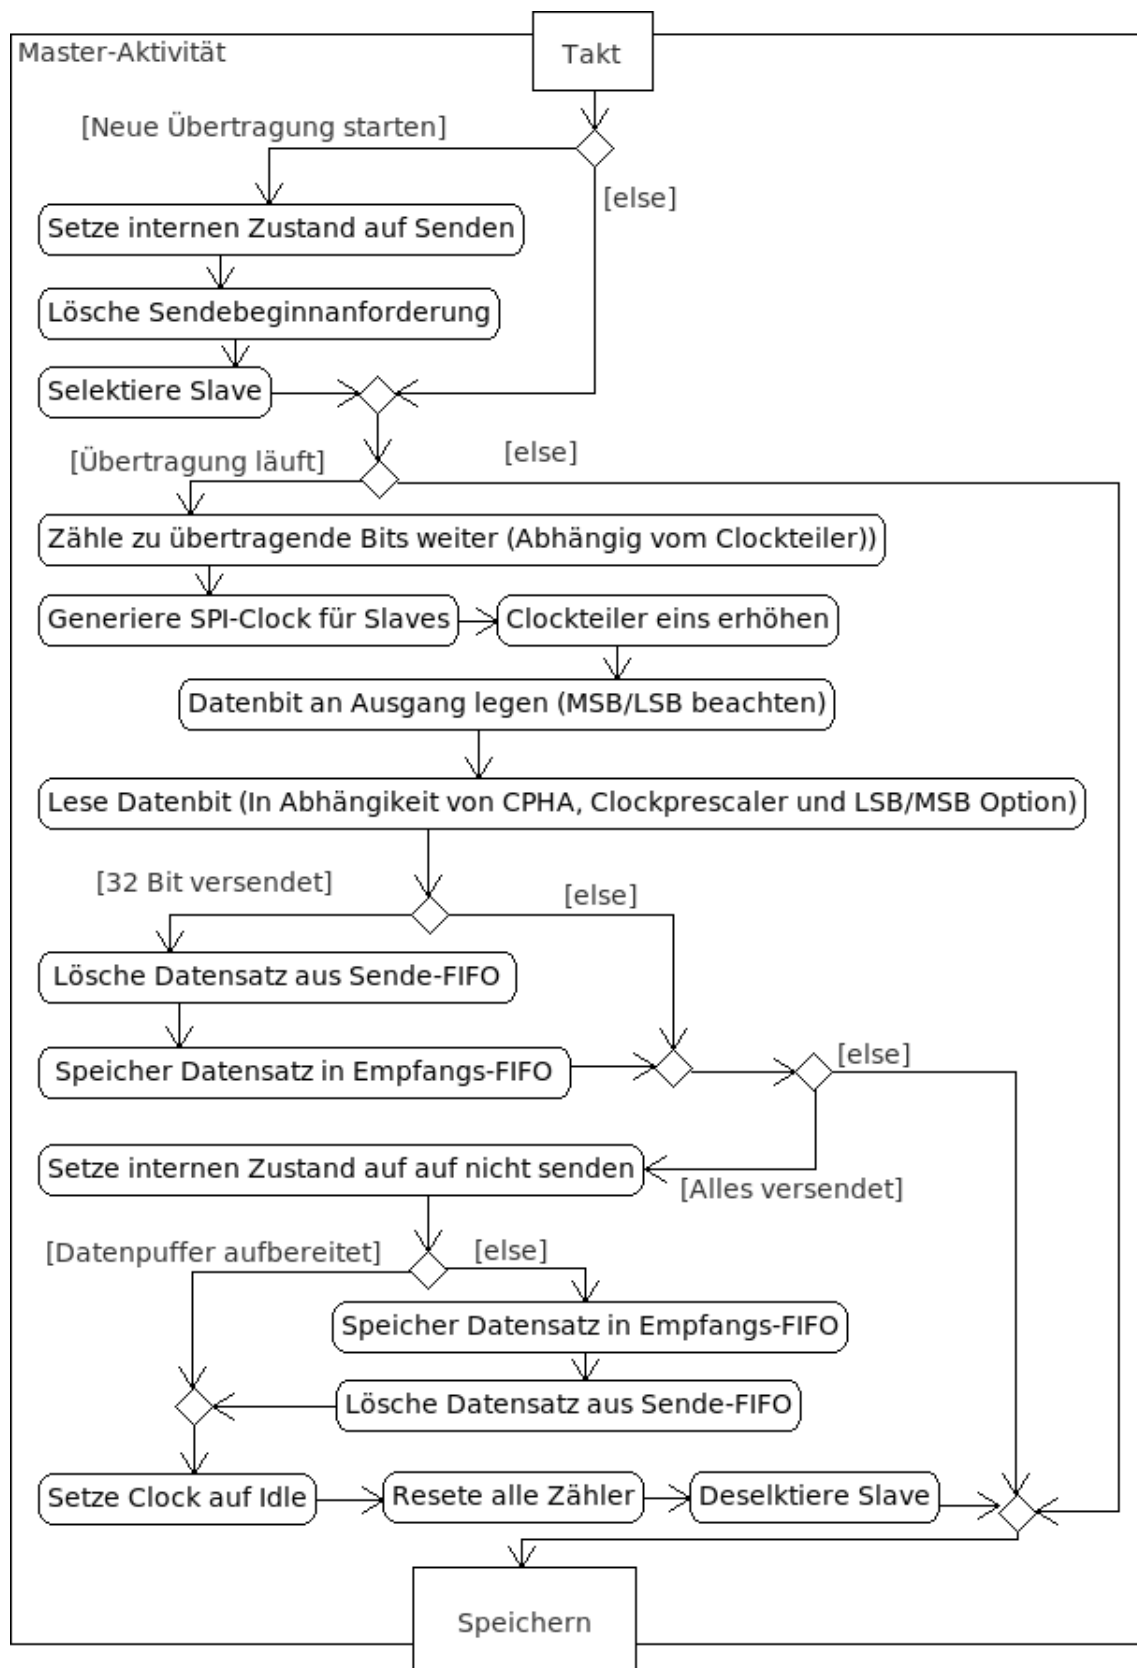 Takt
Master-Aktivität
[Neue Übertragung starten]
[else]
Setze internen Zustand auf Senden
Lösche Sendebeginnanforderung
Selektiere Slave
[else]
[Übertragung läuft]
Zähle zu übertragende Bits weiter (Abhängig vom Clockteiler))
Generiere SPI-Clock für Slaves
Clockteiler eins erhöhen
Datenbit an Ausgang legen (MSB/LSB beachten)
Lese Datenbit (In Abhängikeit von CPHA, Clockprescaler und LSB/MSB Option)
[32 Bit versendet]
[else]
Lösche Datensatz aus Sende-FIFO
Speicher Datensatz in Empfangs-FIFO
[else]
Setze internen Zustand auf auf nicht senden
[Alles versendet]
[Datenpuffer aufbereitet]
[else]
Speicher Datensatz in Empfangs-FIFO
Lösche Datensatz aus Sende-FIFO
Setze Clock auf Idle
Resete alle Zähler
Deselktiere Slave
Speichern